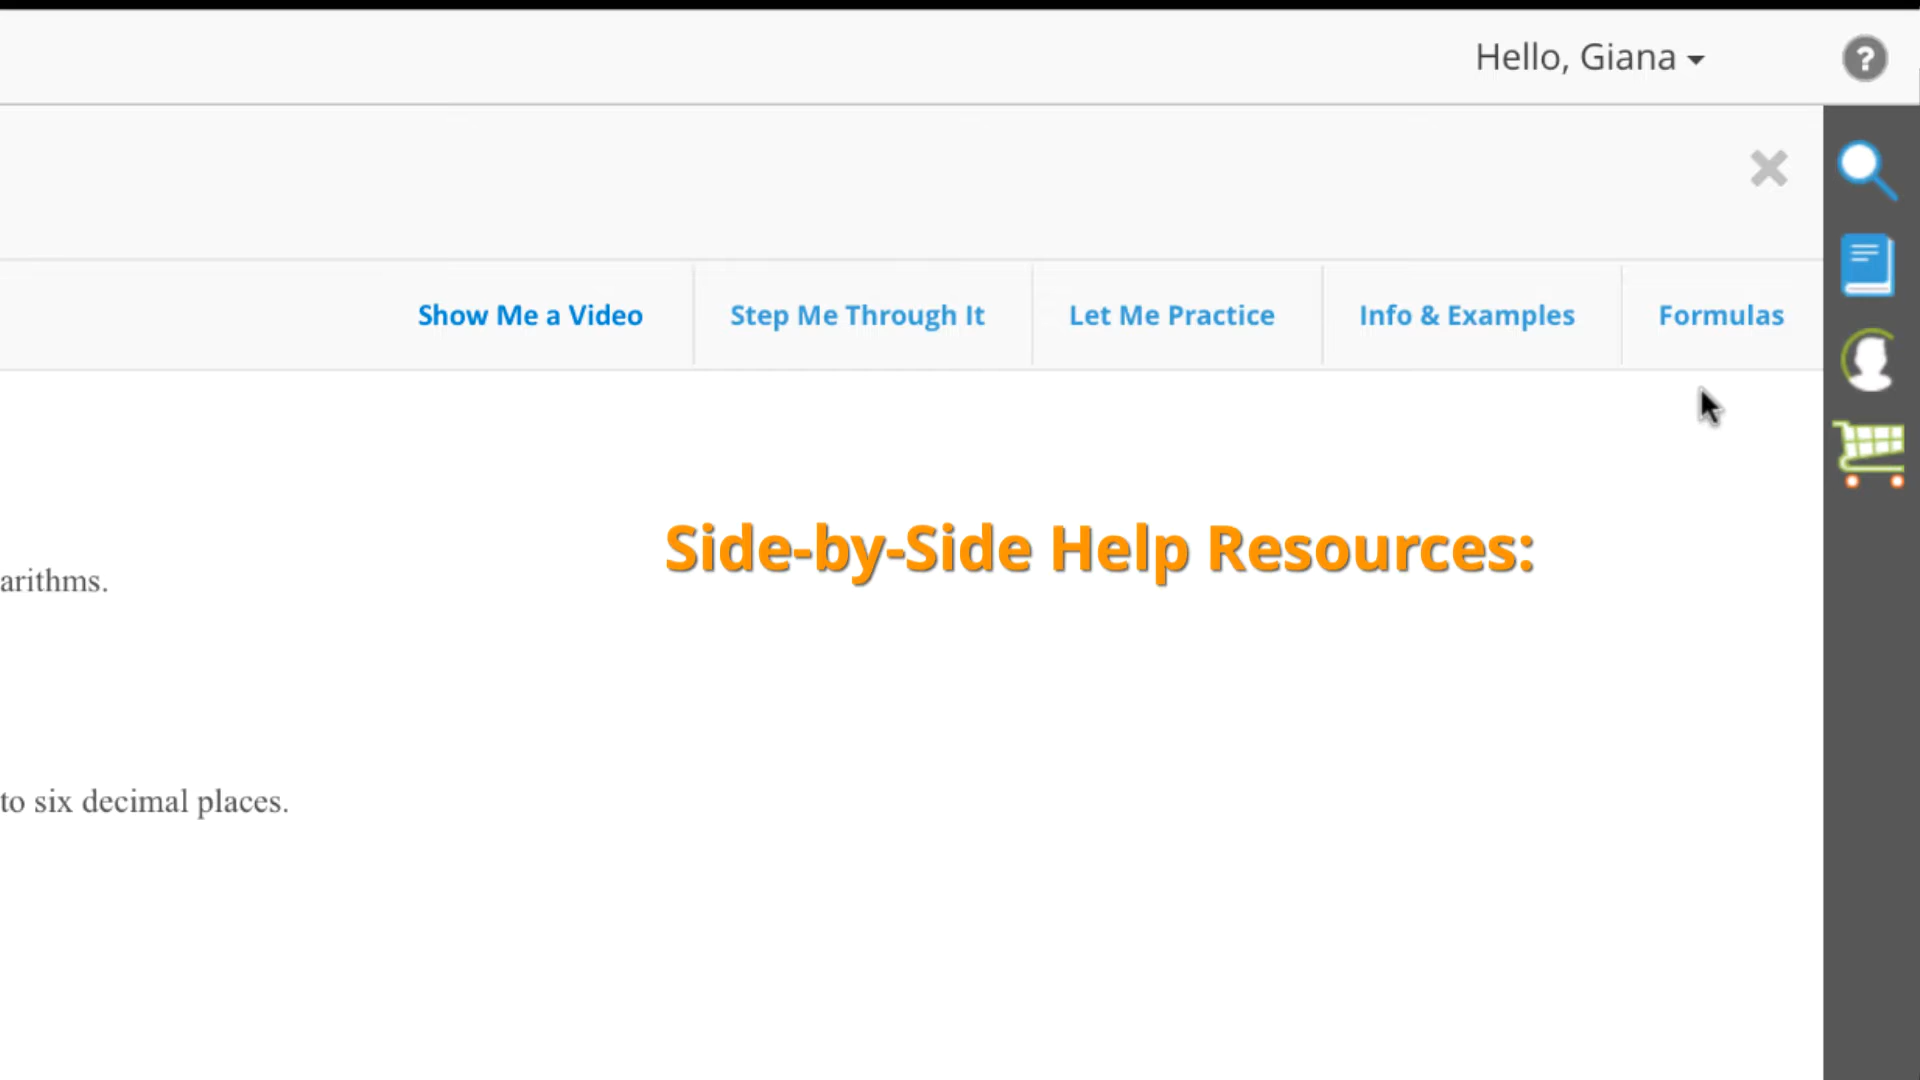 Hello, Giana
Show Me a Video Step Me Through It Let Me Practice Info & Examples Formulas
Side-by-Side Help Resources:
arithms.
to six decimal places.